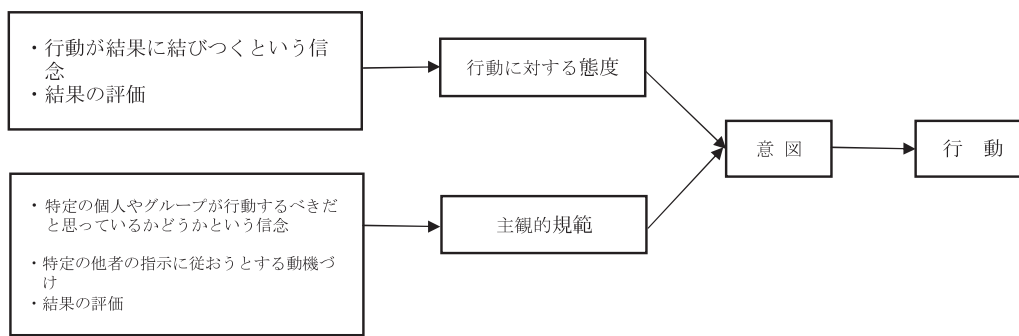 ・行動が結果に結びつくという信
念
・結果の評価
行動に対する態度
・特定の個人やグループが行動するべきだ
と思っているかどうかという信念
・特定の他者の指示に従おうとする動機づ
け
・結果の評価
主観的規範
意図
行動